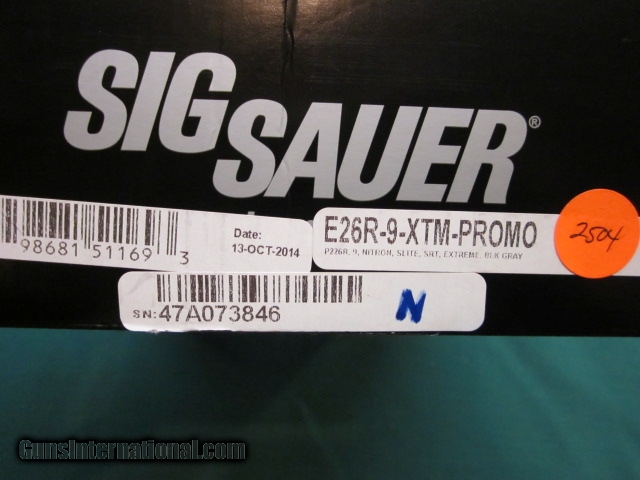 SIG SAUER®
98681 51169 3
Date:
13-OCT-2014
E26R-9-XTM-PROMO
P226R, 9, NITRON, SLITE, SRT, EXTREME, BLK GRAY
2504
SN: 47A073846
N
GunsInternational.com